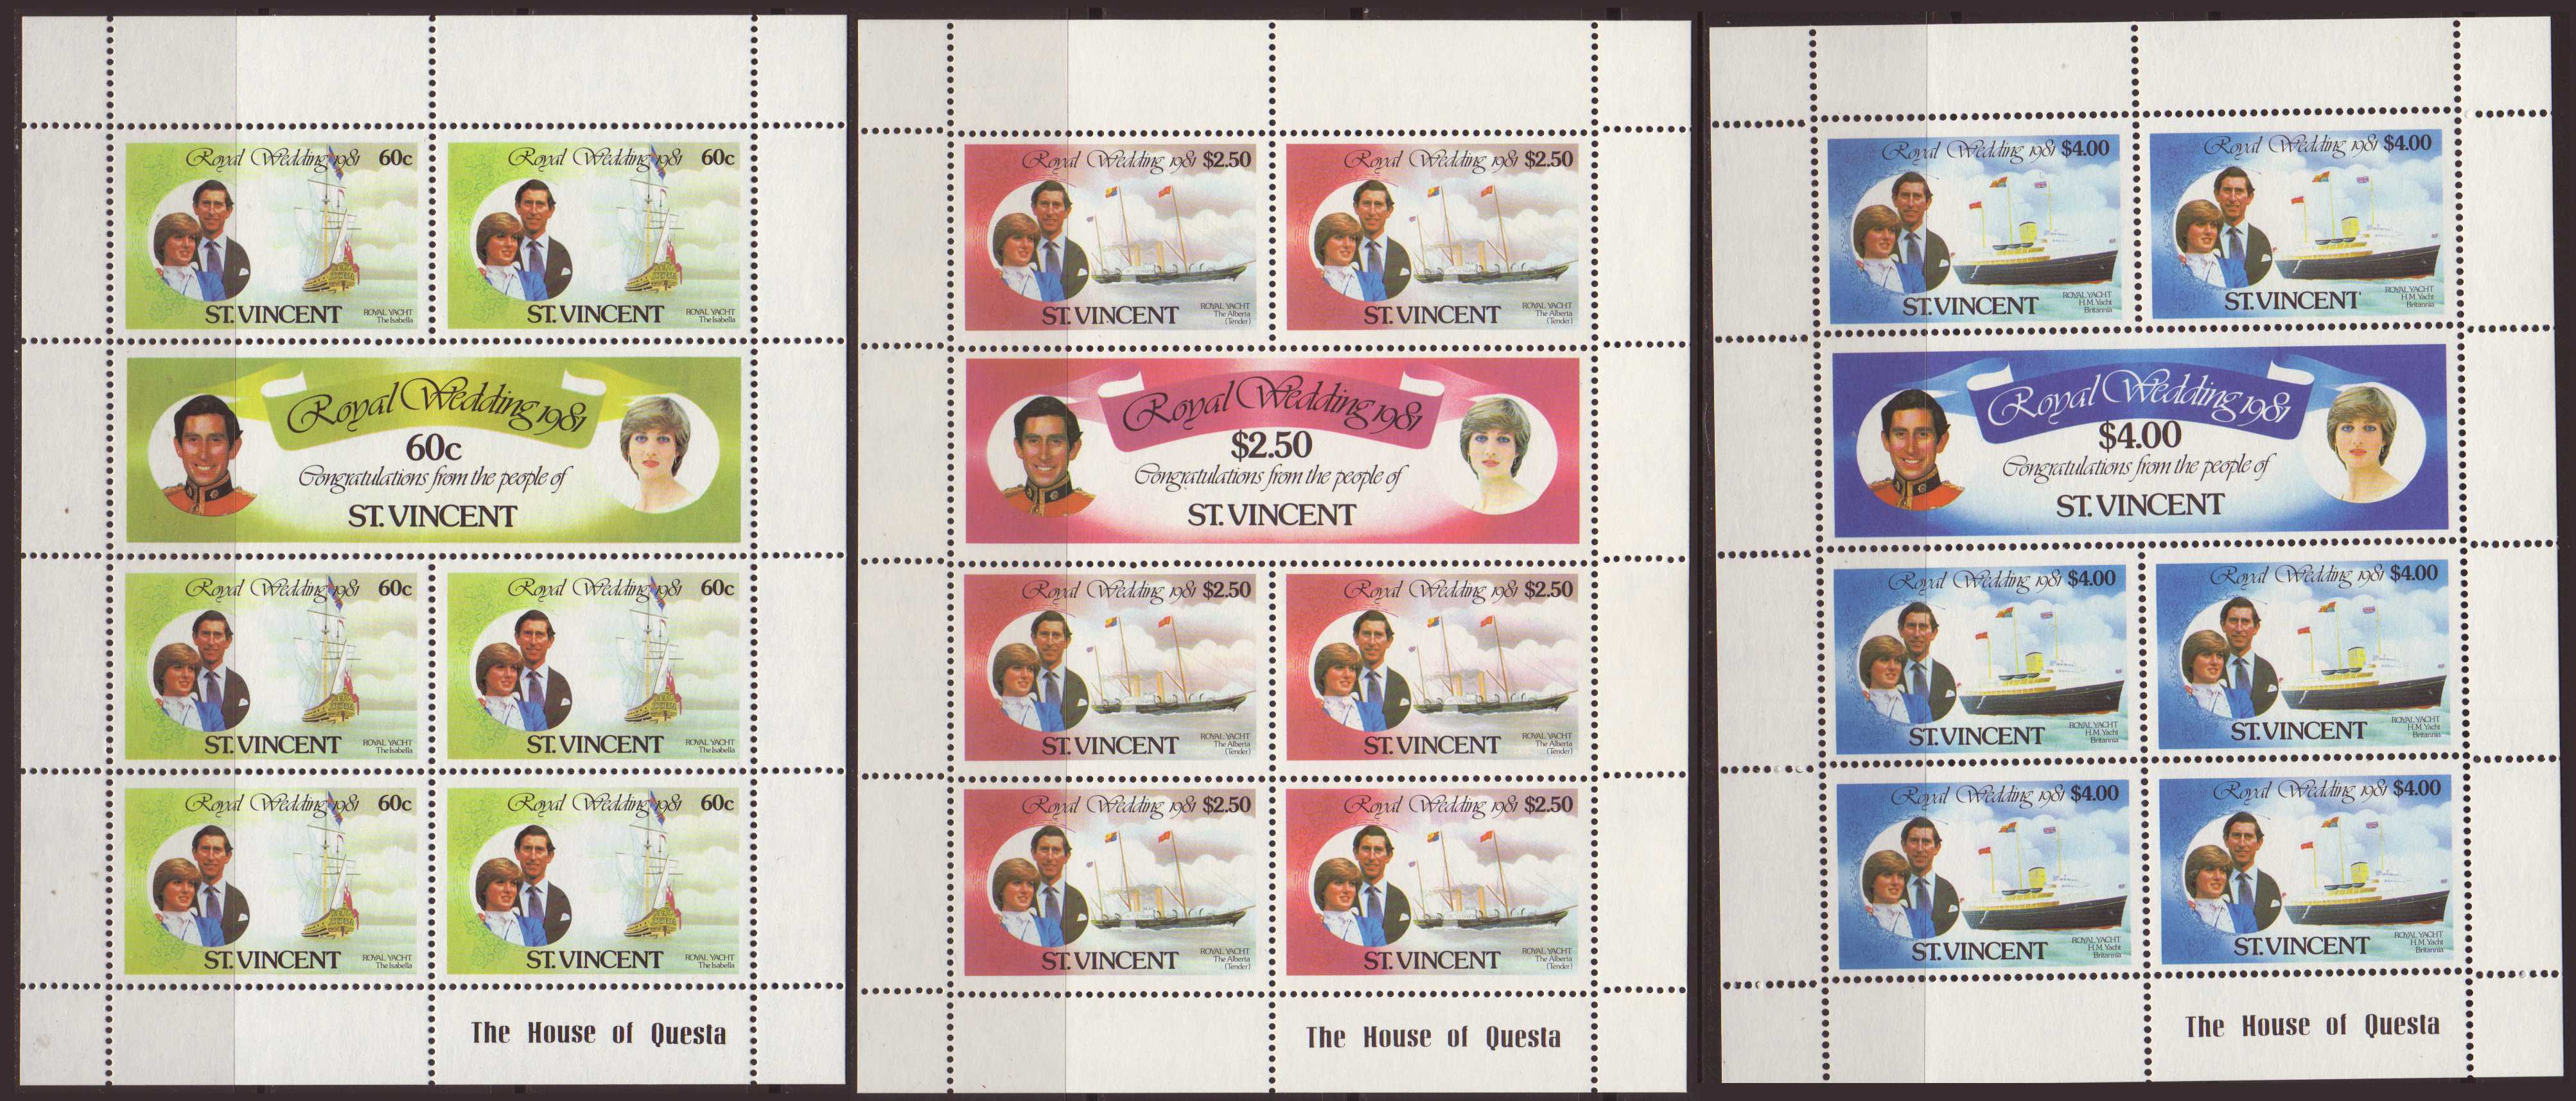 Royal Wedding 1981 60c
ST. VINCENT
ROYAL YACHT
The Isabella
Royal Wedding 1981 60c
ST. VINCENT
ROYAL YACHT
The Isabella
Royal Wedding 1981
60c
Congratulations from the people of
ST. VINCENT
Royal Wedding 1981 60c
ST. VINCENT
ROYAL YACHT
The Isabella
Royal Wedding 1981 60c
ST. VINCENT
ROYAL YACHT
The Isabella
Royal Wedding 1981 60c
ST. VINCENT
ROYAL YACHT
The Isabella
Royal Wedding 1981 60c
ST. VINCENT
ROYAL YACHT
The Isabella
The House of Questa
Royal Wedding 1981 $2.50
ST. VINCENT
ROYAL YACHT
The Alberta
(Tender)
Royal Wedding 1981 $2.50
ST. VINCENT
ROYAL YACHT
The Alberta
(Tender)
Royal Wedding 1981
$2.50
Congratulations from the people of
ST. VINCENT
Royal Wedding 1981 $2.50
ST. VINCENT
ROYAL YACHT
The Alberta
(Tender)
Royal Wedding 1981 $2.50
ST. VINCENT
ROYAL YACHT
The Alberta
(Tender)
Royal Wedding 1981 $2.50
ST. VINCENT
ROYAL YACHT
The Alberta
(Tender)
Royal Wedding 1981 $2.50
ST. VINCENT
ROYAL YACHT
The Alberta
(Tender)
The House of Questa
Royal Wedding 1981 $4.00
ST. VINCENT
ROYAL YACHT
H.M. Yacht
Britannia
Royal Wedding 1981 $4.00
ST. VINCENT
ROYAL YACHT
H.M. Yacht
Britannia
Royal Wedding 1981
$4.00
Congratulations from the people of
ST. VINCENT
Royal Wedding 1981 $4.00
ST. VINCENT
ROYAL YACHT
H.M. Yacht
Britannia
Royal Wedding 1981 $4.00
ST. VINCENT
ROYAL YACHT
H.M. Yacht
Britannia
Royal Wedding 1981 $4.00
ST. VINCENT
ROYAL YACHT
H.M. Yacht
Britannia
Royal Wedding 1981 $4.00
ST. VINCENT
ROYAL YACHT
H.M. Yacht
Britannia
The House of Questa